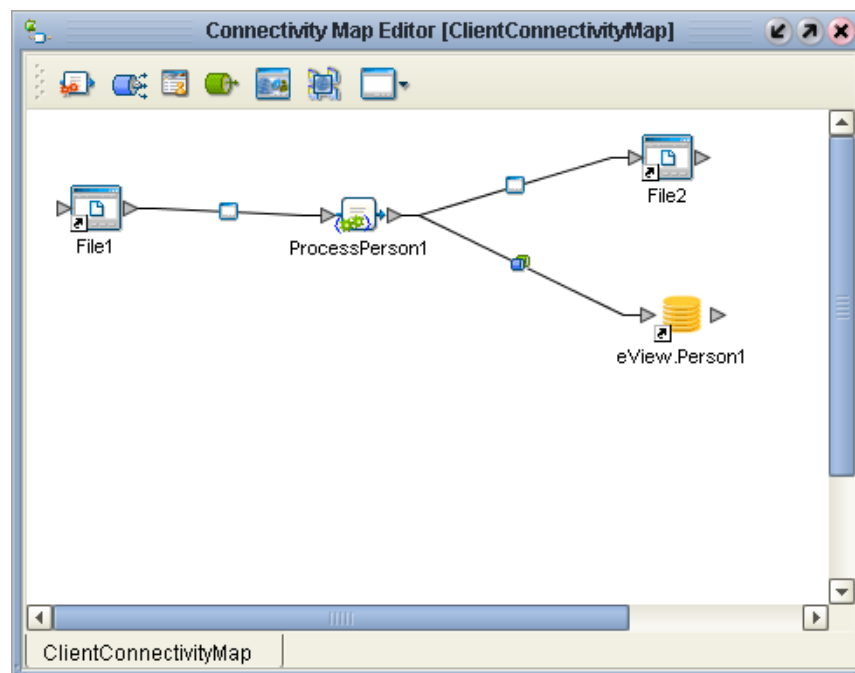 Connectivity Map Editor [ClientConnectivityMap]
File2
File1
ProcessPerson1
eView.Person1
ClientConnectivityMap